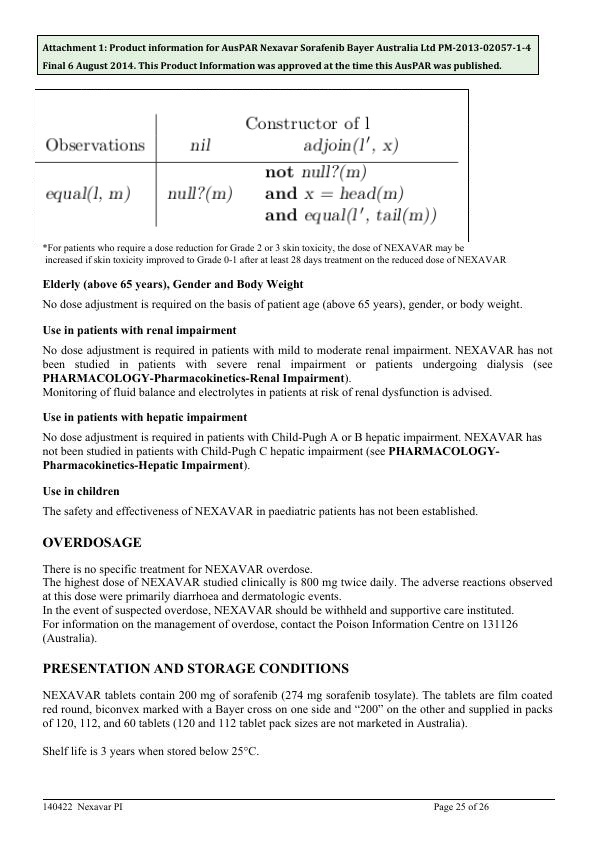 Attachment 1: Product information for AusPAR Nexavar Sorafenib Bayer Australia Ltd PM-2013-02057-1-4
Final 6 August 2014. This Product Information was approved at the time this AusPAR was published.
Constructor of l
Observations nil adjoin(l′, x)
not null?(m)
equal(l, m) null?(m) and x = head(m)
and equal(l′, tail(m))
*For patients who require a dose reduction for Grade 2 or 3 skin toxicity, the dose of NEXAVAR may be
increased if skin toxicity improved to Grade 0-1 after at least 28 days treatment on the reduced dose of NEXAVAR
Elderly (above 65 years), Gender and Body Weight
No dose adjustment is required on the basis of patient age (above 65 years), gender, or body weight.
Use in patients with renal impairment
No dose adjustment is required in patients with mild to moderate renal impairment. NEXAVAR has not
been studied in patients with severe renal impairment or patients undergoing dialysis (see
PHARMACOLOGY-Pharmacokinetics-Renal Impairment).
Monitoring of fluid balance and electrolytes in patients at risk of renal dysfunction is advised.
Use in patients with hepatic impairment
No dose adjustment is required in patients with Child-Pugh A or B hepatic impairment. NEXAVAR has
not been studied in patients with Child-Pugh C hepatic impairment (see PHARMACOLOGY-
Pharmacokinetics-Hepatic Impairment).
Use in children
The safety and effectiveness of NEXAVAR in paediatric patients has not been established.
OVERDOSAGE
There is no specific treatment for NEXAVAR overdose.
The highest dose of NEXAVAR studied clinically is 800 mg twice daily. The adverse reactions observed
at this dose were primarily diarrhoea and dermatologic events.
In the event of suspected overdose, NEXAVAR should be withheld and supportive care instituted.
For information on the management of overdose, contact the Poison Information Centre on 131126
(Australia).
PRESENTATION AND STORAGE CONDITIONS
NEXAVAR tablets contain 200 mg of sorafenib (274 mg sorafenib tosylate). The tablets are film coated
red round, biconvex marked with a Bayer cross on one side and “200” on the other and supplied in packs
of 120, 112, and 60 tablets (120 and 112 tablet pack sizes are not marketed in Australia).
Shelf life is 3 years when stored below 25°C.
140422 Nexavar PI Page 25 of 26